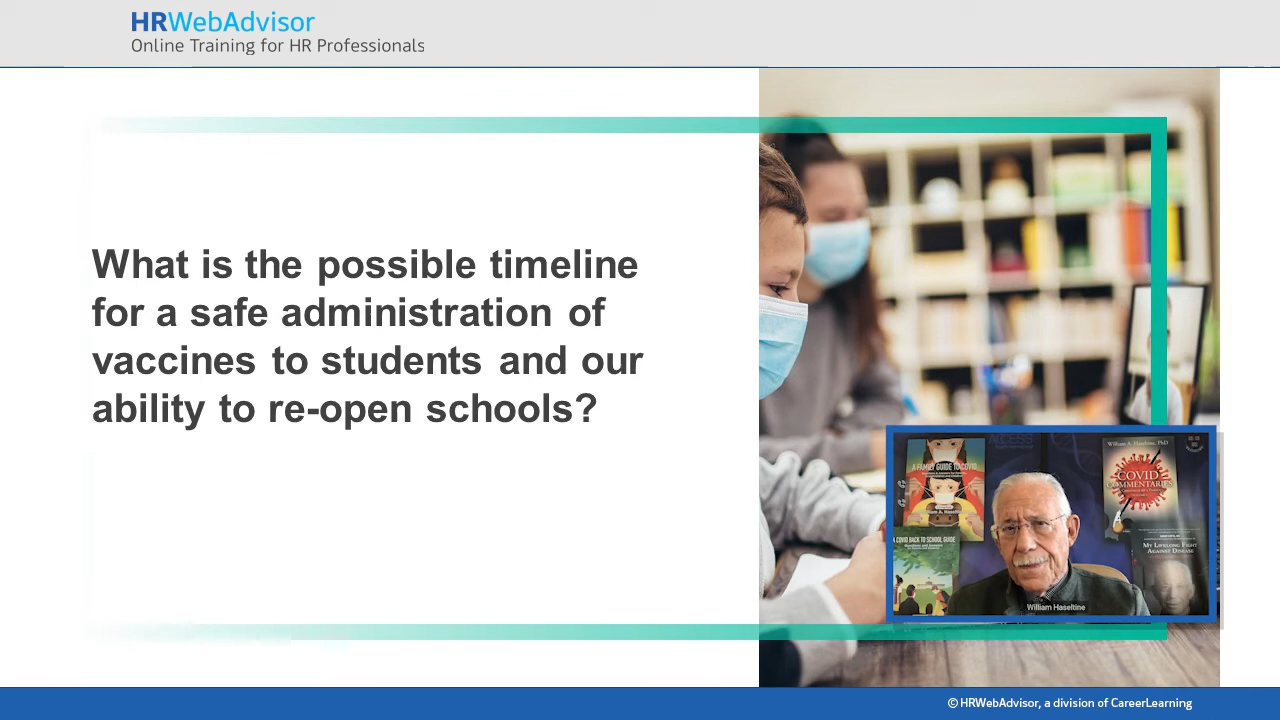 HRWebAdvisor
Online Training for HR Professionals
What is the possible timeline
for a safe administration of
vaccines to students and our
ability to re-open schools?
ACCESS
A FAMILY GUIDE TO COVID
William A. Haseltine, PhD
COVID
COMMENTARIES
A COVID BACK TO SCHOOL GUIDE
MY LIFELONG FIGHT
AGAINST DISEASE
William Haseltine
© HRWebAdvisor, a division of CareerLearning